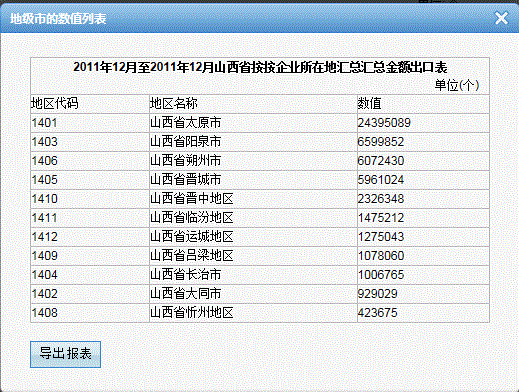 地级市的数值列表
2011年12月至2011年12月山西省按按企业所在地汇总汇总金额出口表
单位(个)
地区代码 地区名称 数值
1401 山西省太原市 24395089
1403 山西省阳泉市 6599852
1406 山西省朔州市 6072430
1405 山西省晋城市 5961024
1410 山西省晋中地区 2326348
1411 山西省临汾地区 1475212
1412 山西省运城地区 1275043
1409 山西省吕梁地区 1078060
1404 山西省长治市 1006765
1402 山西省大同市 929029
1408 山西省忻州地区 423675
导出报表